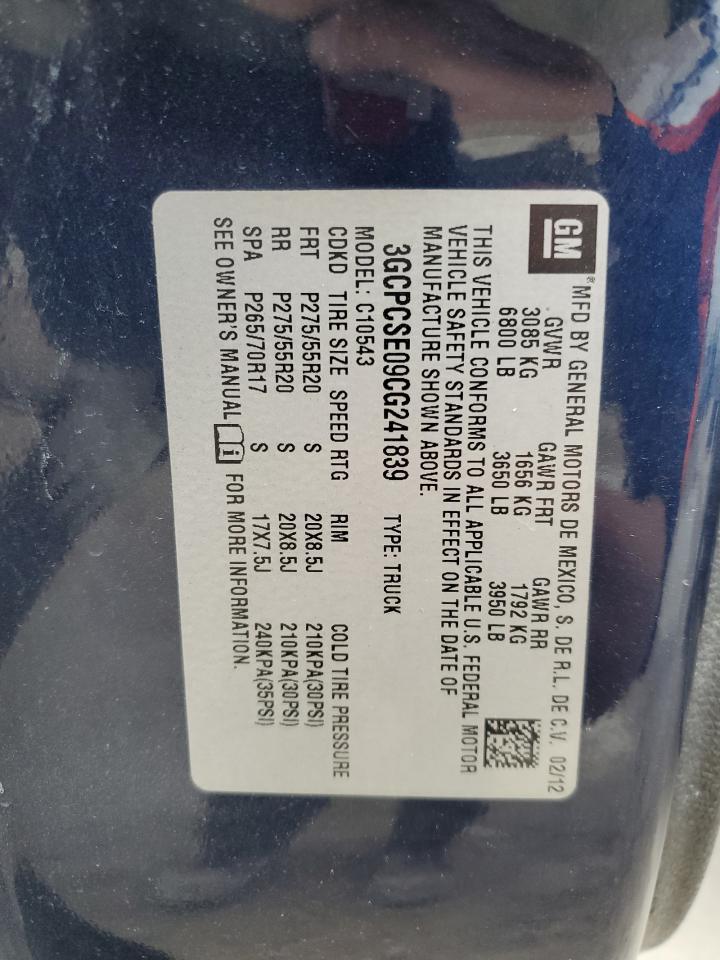 GM
® MFD BY GENERAL MOTORS DE MEXICO, S. DE R.L. DE C.V. 02/12
GVWR GAWR FRT GAWR RR
3085 KG 1656 KG 1792 KG
6800 LB 3650 LB 3950 LB
THIS VEHICLE CONFORMS TO ALL APPLICABLE U.S. FEDERAL MOTOR
VEHICLE SAFETY STANDARDS IN EFFECT ON THE DATE OF
MANUFACTURE SHOWN ABOVE.
3GCPCSE09CG241839 TYPE: TRUCK
MODEL: C10543
CDKD TIRE SIZE SPEED RTG RIM COLD TIRE PRESSURE
FRT P275/55R20 S 20X8.5J 210KPA(30PSI)
RR P275/55R20 S 20X8.5J 210KPA(30PSI)
SPA P265/70R17 S 17X7.5J 240KPA(35PSI)
SEE OWNER'S MANUAL i FOR MORE INFORMATION.